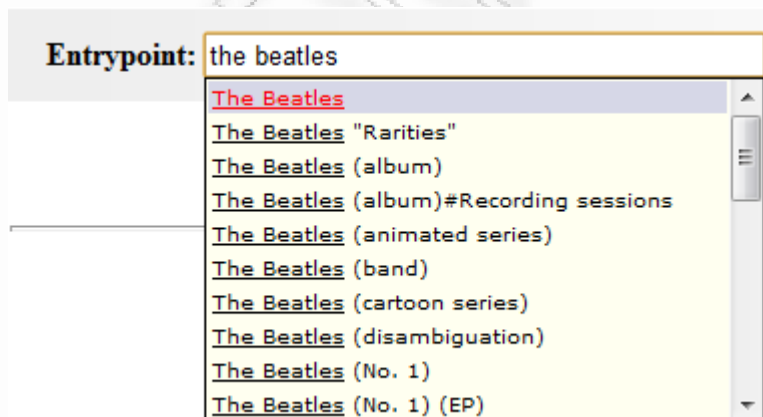 Entrypoint: the beatles
The Beatles
The Beatles "Rarities"
The Beatles (album)
The Beatles (album)#Recording sessions
The Beatles (animated series)
The Beatles (band)
The Beatles (cartoon series)
The Beatles (disambiguation)
The Beatles (No. 1)
The Beatles (No. 1) (EP)